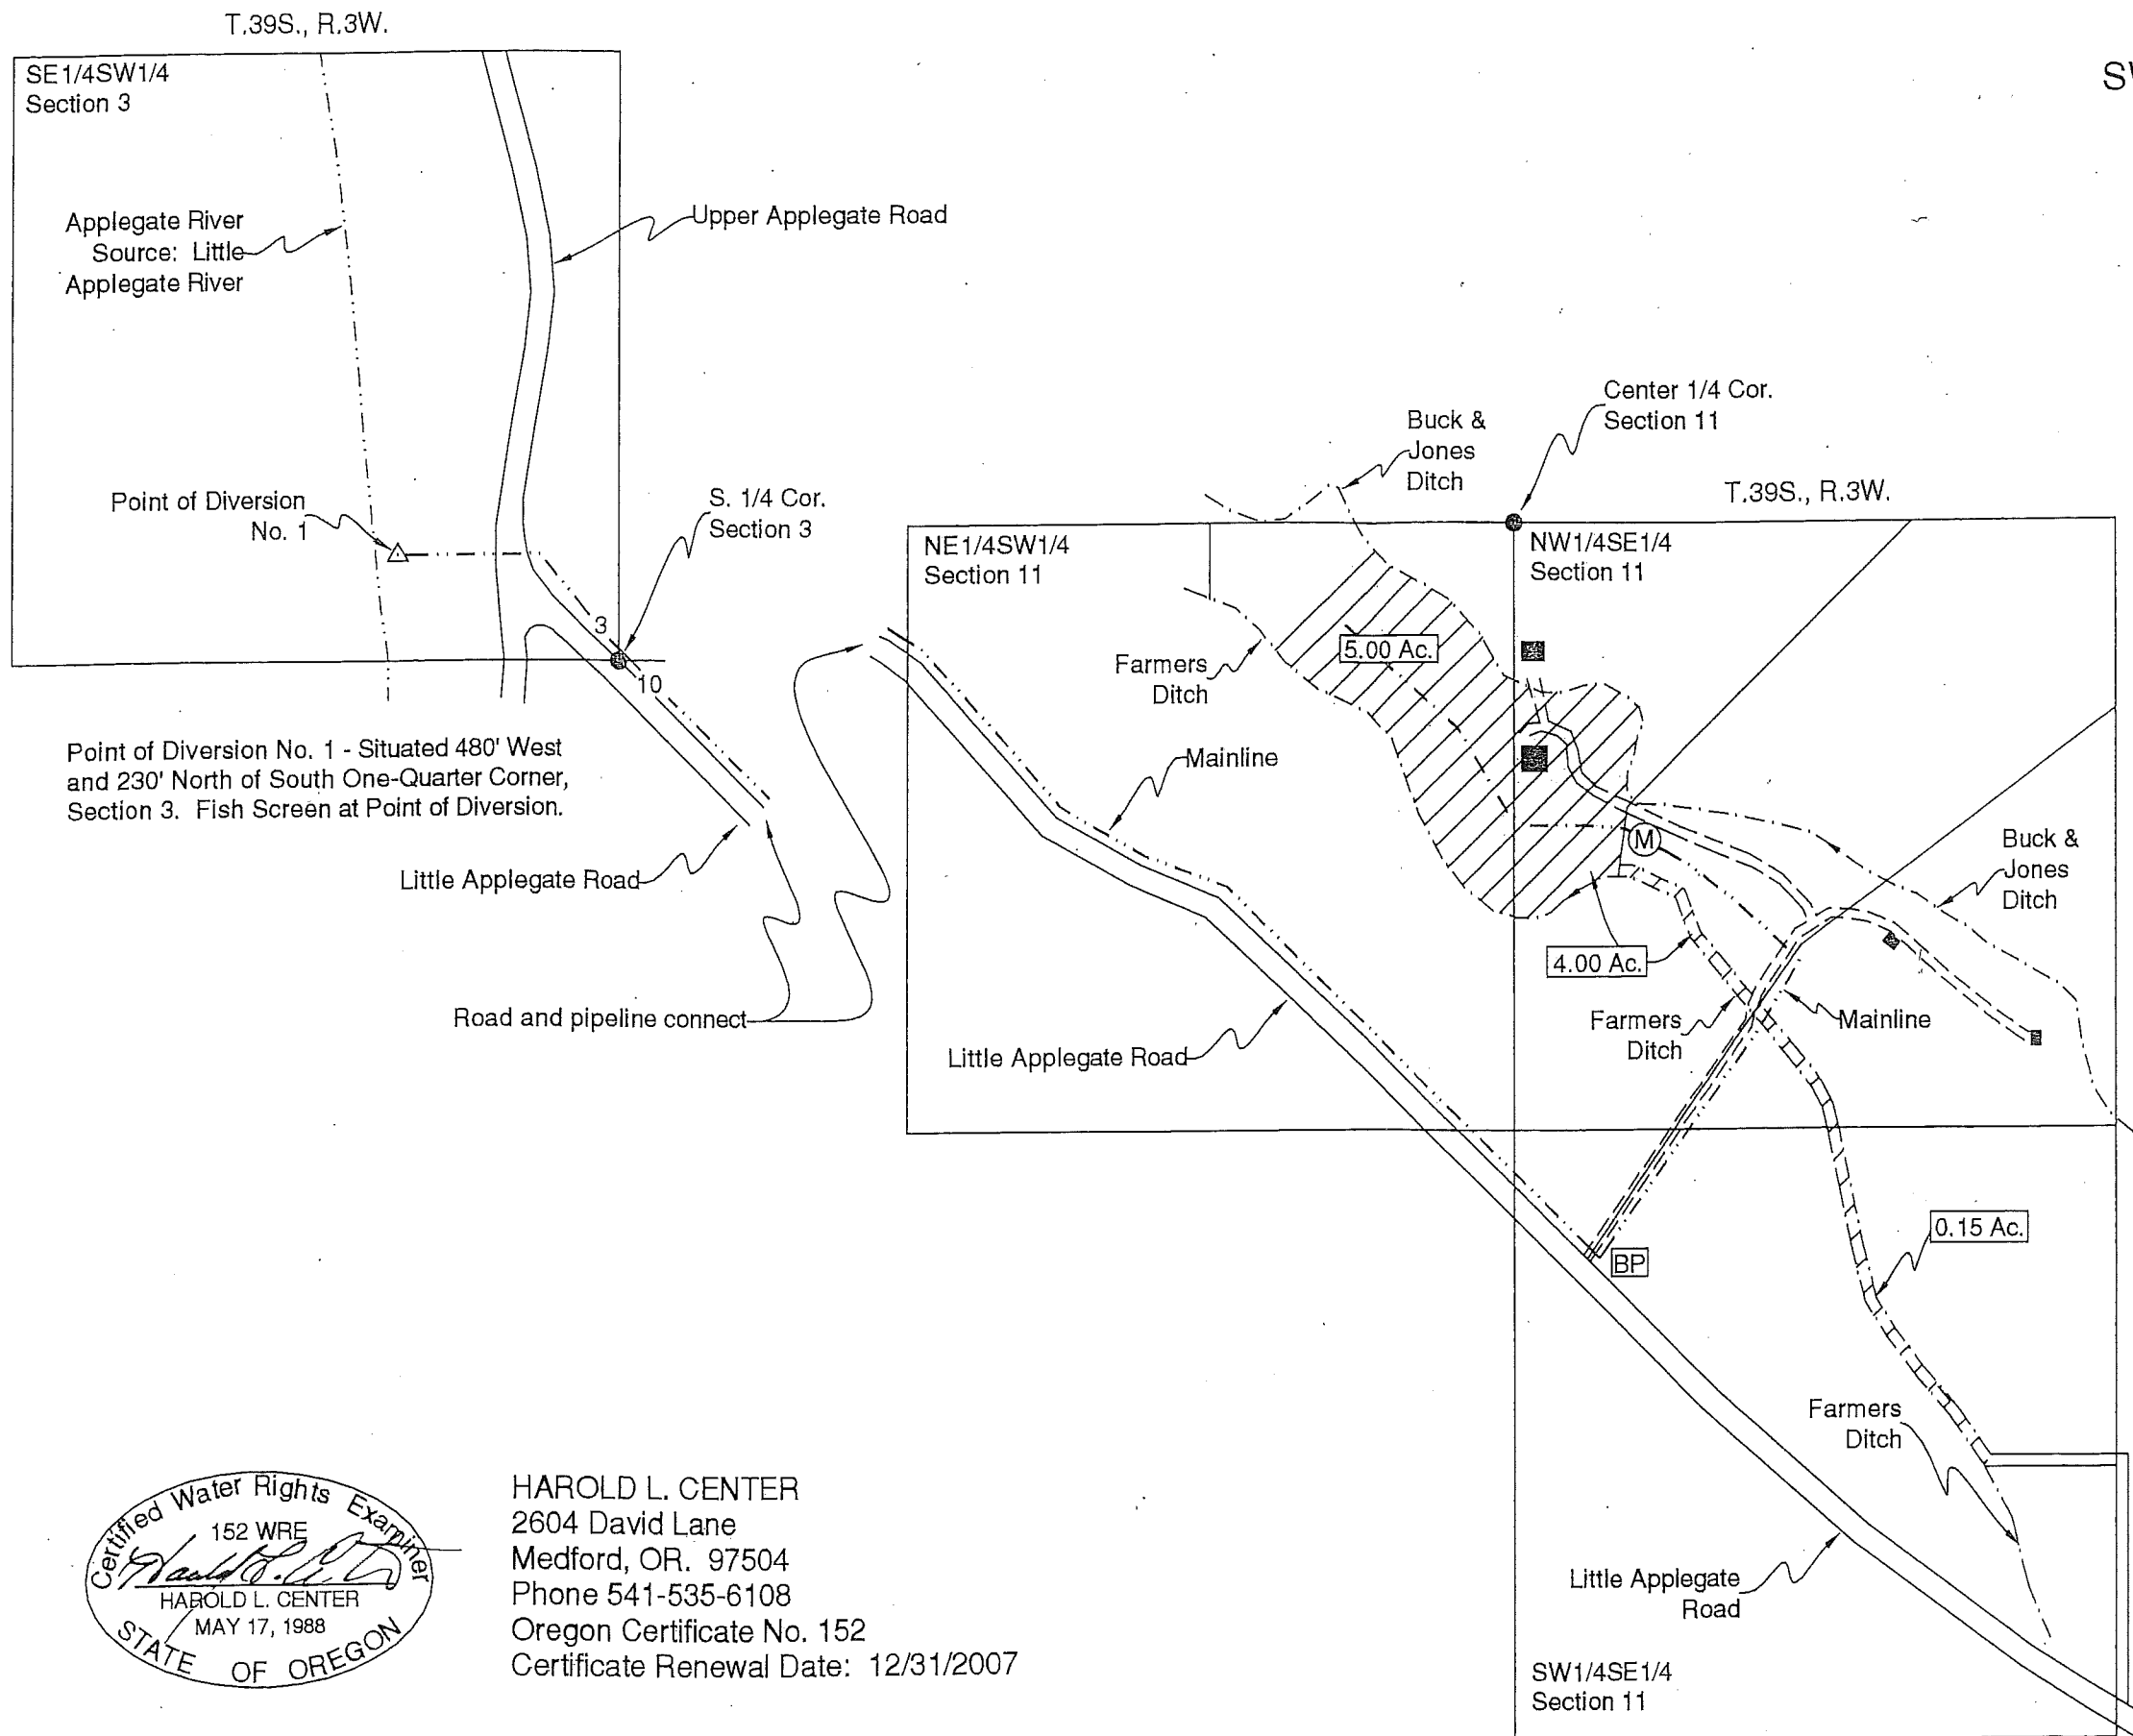 T.39S., R.3W.
SE1/4SW1/4
Section 3
Applegate River
Source: Little
Applegate River
Upper Applegate Road
Point of Diversion
No. 1
S. 1/4 Cor.
Section 3
3
10
Point of Diversion No. 1 - Situated 480' West
and 230' North of South One-Quarter Corner,
Section 3. Fish Screen at Point of Diversion.
Little Applegate Road
Road and pipeline connect
Buck &
Jones
Ditch
Center 1/4 Cor.
Section 11
T.39S., R.3W.
NE1/4SW1/4
Section 11
NW1/4SE1/4
Section 11
5.00 Ac.
Farmers
Ditch
Mainline
M
Buck &
Jones
Ditch
4.00 Ac.
Farmers
Ditch
Mainline
Little Applegate Road
0.15 Ac.
BP
Farmers
Ditch
Little Applegate
Road
SW1/4SE1/4
Section 11
Certified Water Rights Examiner
152 WRE
HAROLD L. CENTER
MAY 17, 1988
STATE OF OREGON
HAROLD L. CENTER
2604 David Lane
Medford, OR. 97504
Phone 541-535-6108
Oregon Certificate No. 152
Certificate Renewal Date: 12/31/2007